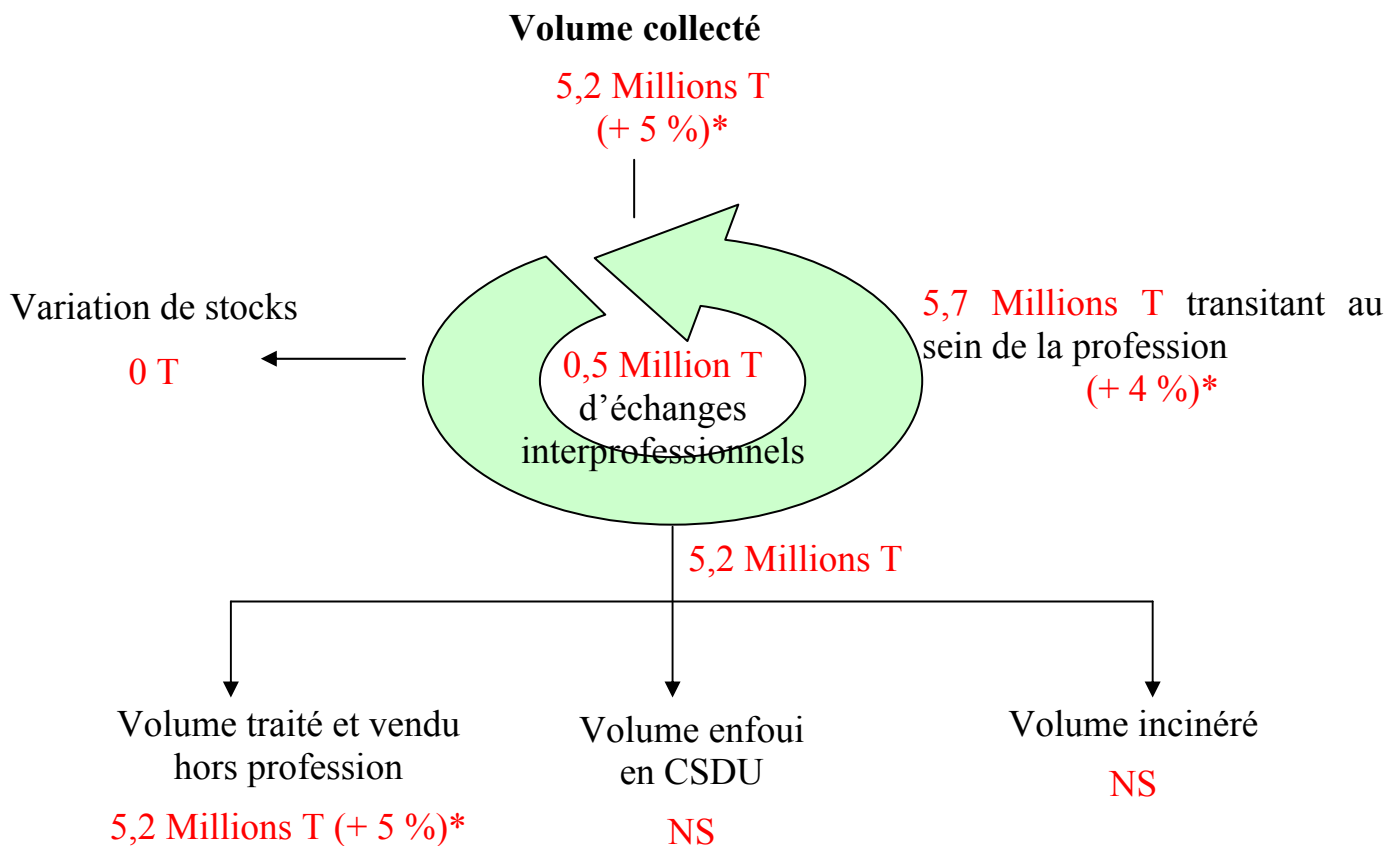 Volume collecté
5,2 Millions T
(+ 5 %)*
Variation de stocks
0 T
5,7 Millions T transitant au
sein de la profession
(+ 4 %)*
0,5 Million T
d’échanges
interprofessionnels
5,2 Millions T
Volume traité et vendu
hors profession
5,2 Millions T (+ 5 %)*
Volume enfoui
en CSDU
NS
Volume incinéré
NS